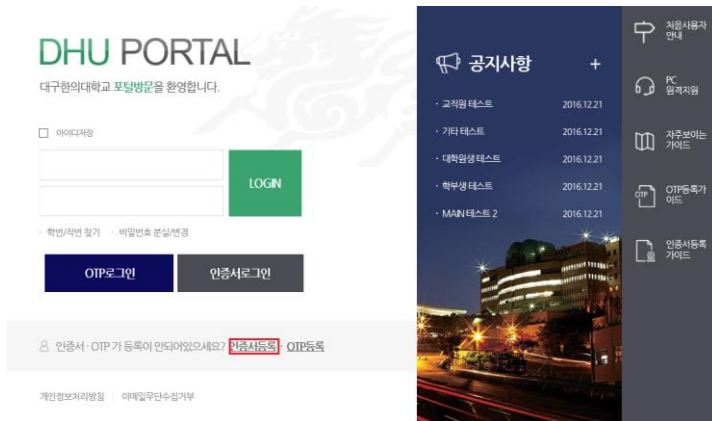 DHU PORTAL
대구한의대학교 포털방문을 환영합니다.
아이디저장
LOGIN
· 학번/직번 찾기 · 비밀번호 분실/변경
OTP로그인
인증서로그인
인증서 · OTP 가 등록이 안되어있으세요? 인증서등록 · OTP등록
개인정보처리방침 | 이메일무단수집거부
공지사항 +
· 교직원 테스트 2016.12.21
· 기타 테스트 2016.12.21
· 대학원생 테스트 2016.12.21
· 학부생 테스트 2016.12.21
· MAIN 테스트 2 2016.12.21
처음사용자
안내
PC
원격지원
자주보이는
가이드
OTP
OTP등록가
이드
인증서등록
가이드